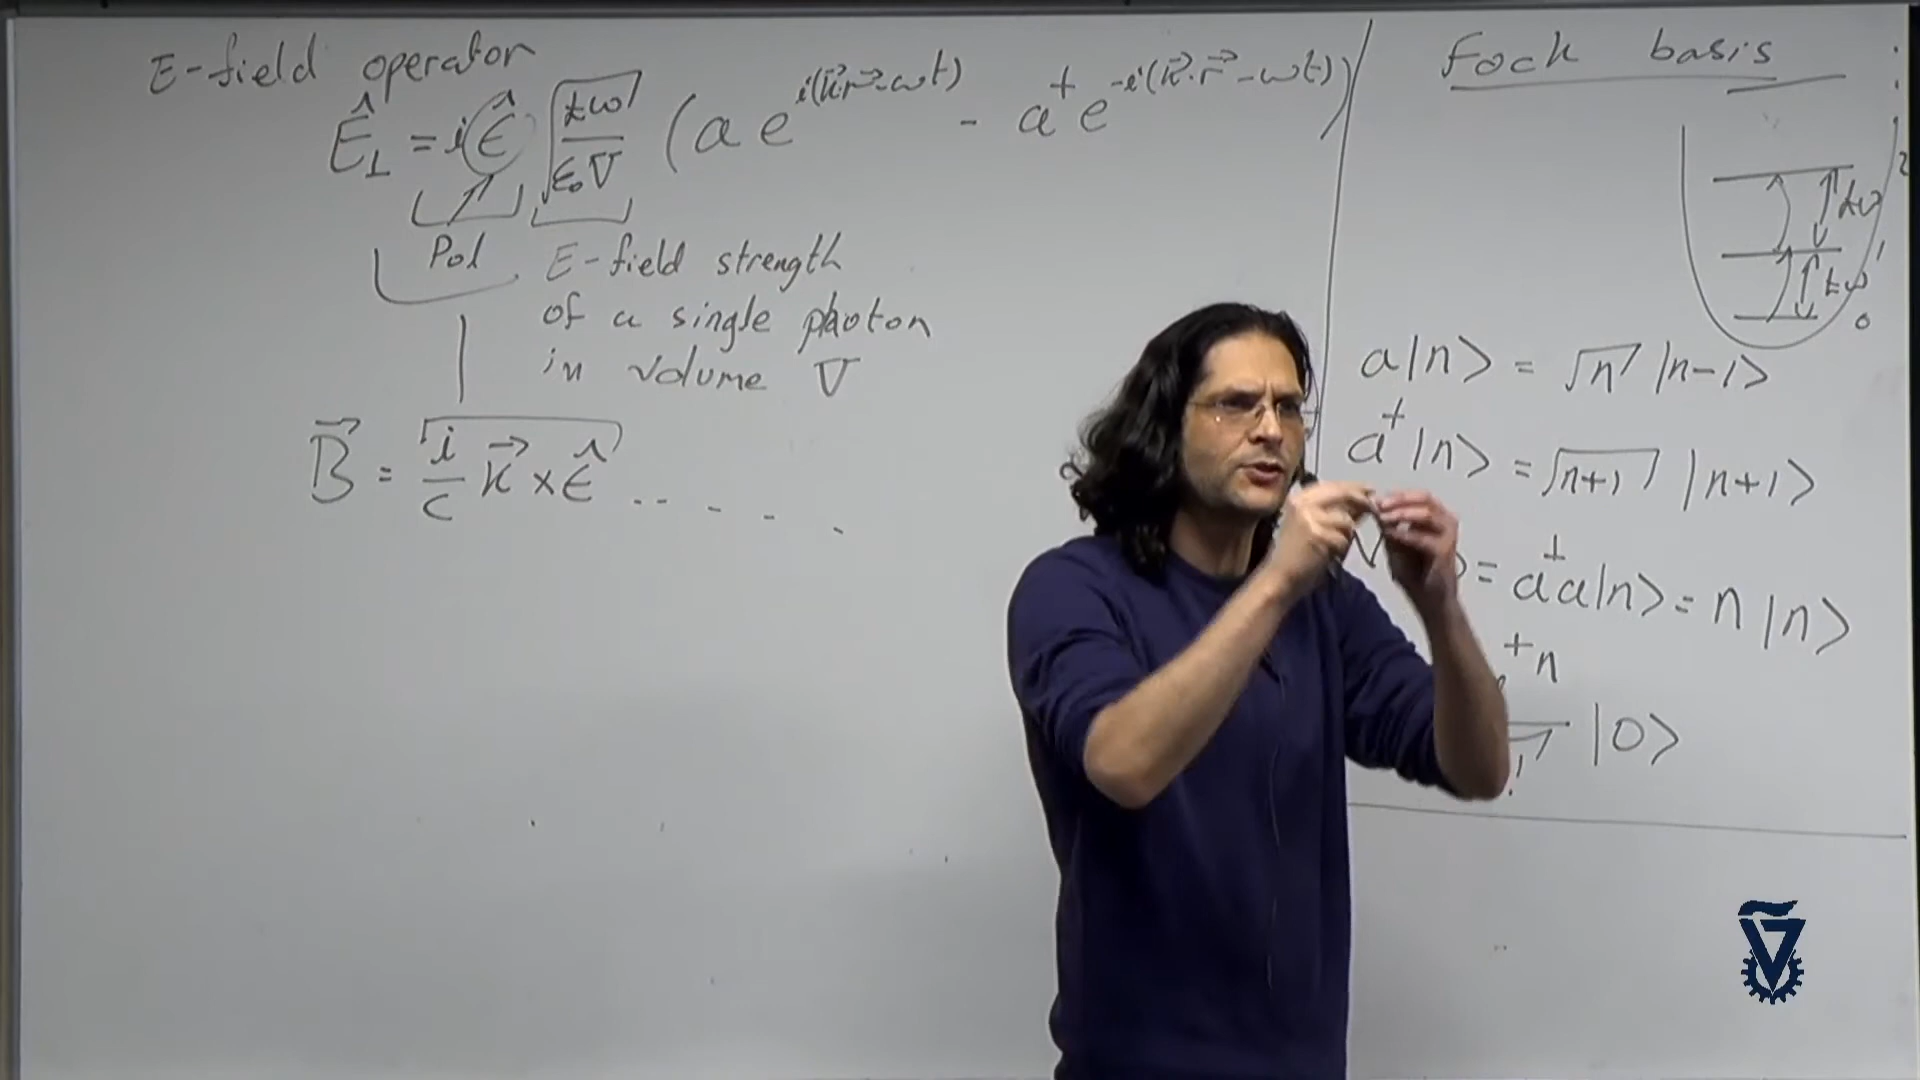 E-field operator
Ê⊥ = i ε̂ √(ħω/ε₀V) (a e^{i(k⃗·r⃗-ωt)} - a† e^{-i(k⃗·r⃗-ωt)})
Pol
E-field strength
of a single photon
in volume V
B⃗ = i/c k⃗ × ε̂ .. - - .
Fock basis
2
ħω
1
ħω
0
a|n> = √n |n-1>
a†|n> = √n+1 |n+1>
= a†a|n> = n|n>
†n
! |0>